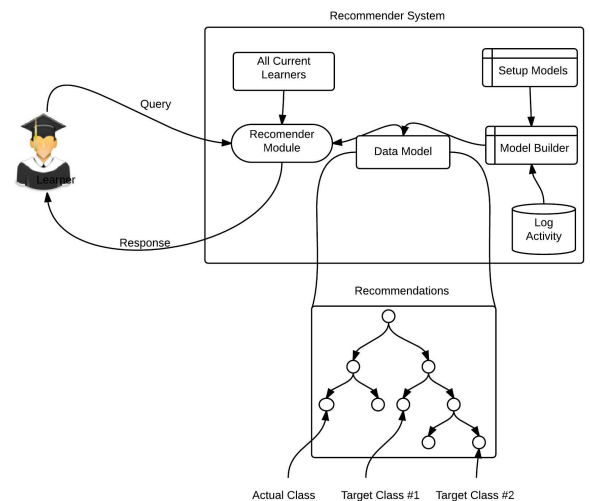 Recommender System
All Current
Learners
Setup Models
Query
Recomender
Module
Data Model
Model Builder
Learner
Log
Activity
Response
Recommendations
Actual Class
Target Class #1
Target Class #2